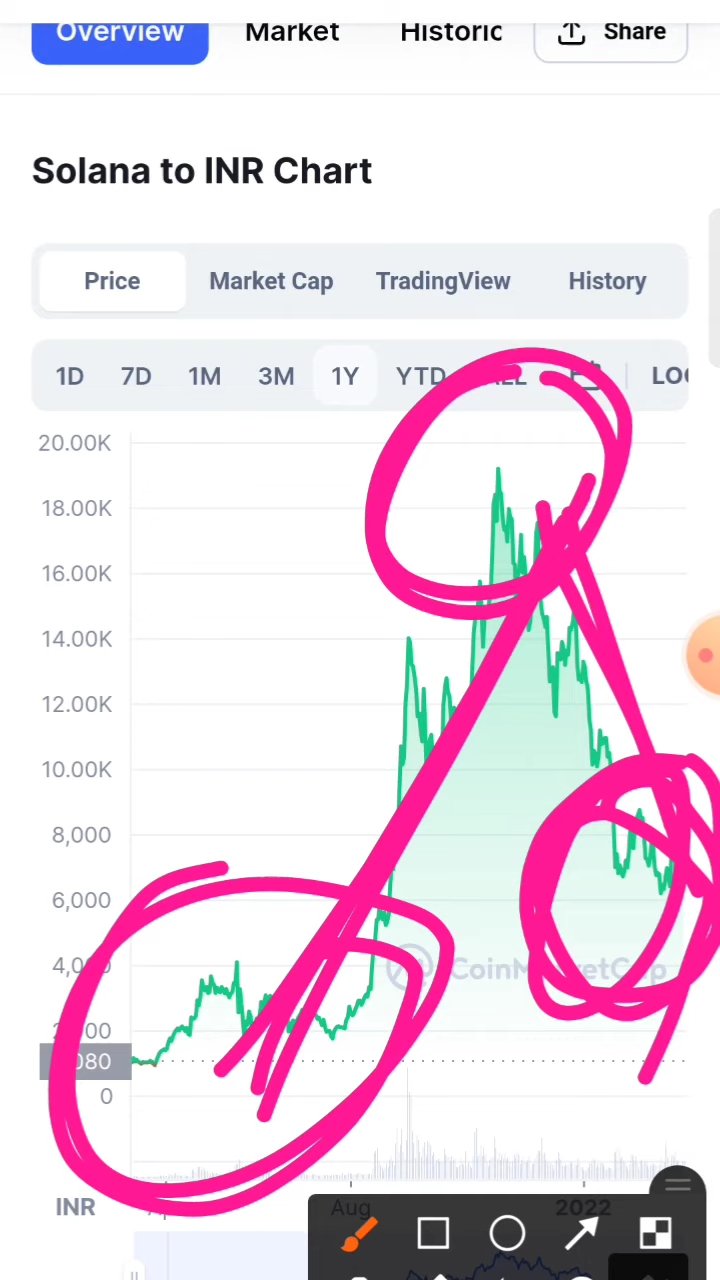 Overview Market Historic Share
Solana to INR Chart
Price Market Cap TradingView History
1D 7D 1M 3M 1Y YTD
20.00K
18.00K
16.00K
14.00K
12.00K
10.00K
8,000
6,000
CoinMarketCap
0
INR Aug 2022